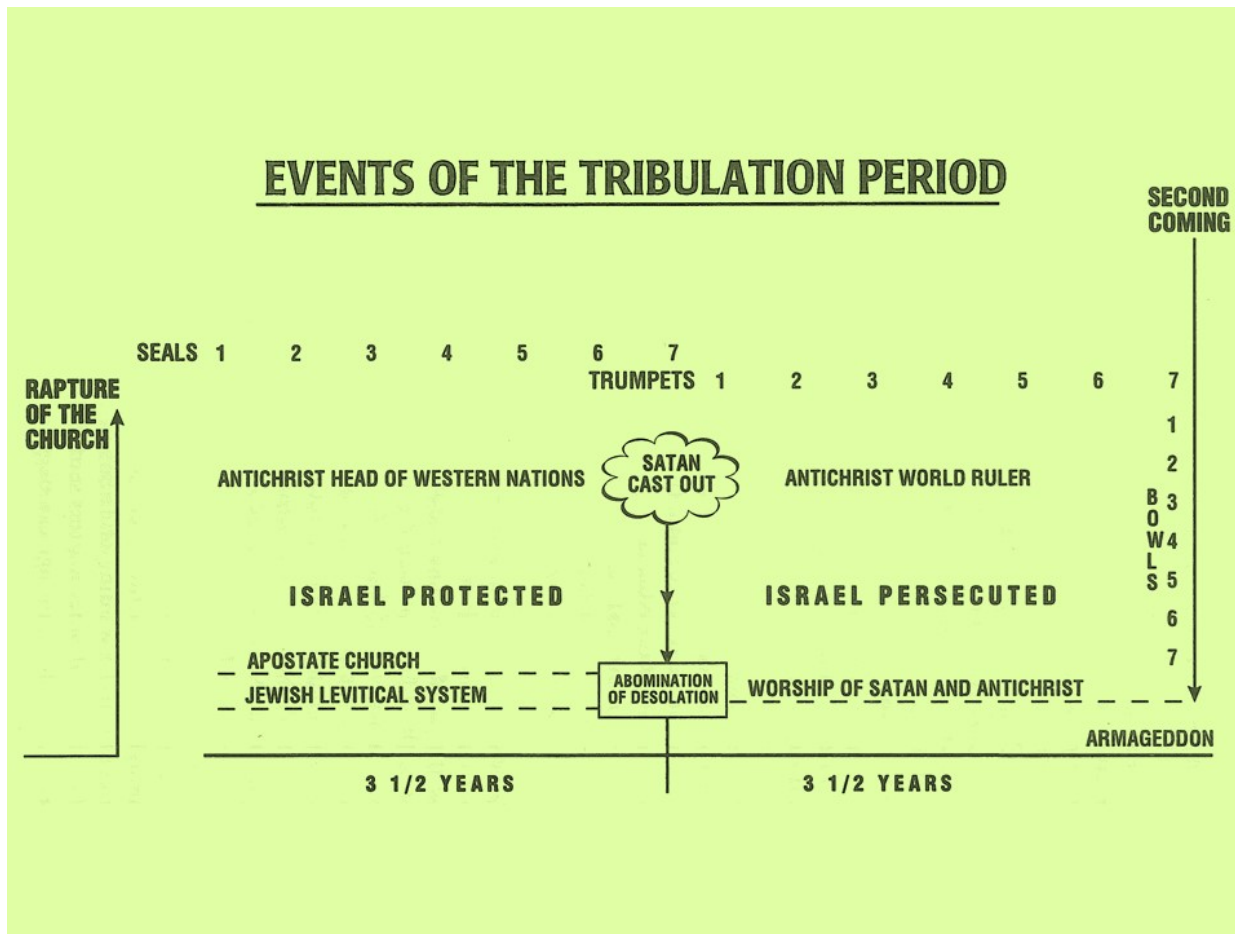 EVENTS OF THE TRIBULATION PERIOD
SECOND
COMING
SEALS 1 2 3 4 5 6 7
TRUMPETS 1 2 3 4 5 6 7
RAPTURE
OF THE
CHURCH
ANTICHRIST HEAD OF WESTERN NATIONS
SATAN
CAST OUT
ANTICHRIST WORLD RULER
BOWLS
1
2
3
4
5
6
7
ISRAEL PROTECTED
ISRAEL PERSECUTED
APOSTATE CHURCH
JEWISH LEVITICAL SYSTEM
ABOMINATION
OF DESOLATION
WORSHIP OF SATAN AND ANTICHRIST
ARMAGEDDON
3 1/2 YEARS
3 1/2 YEARS